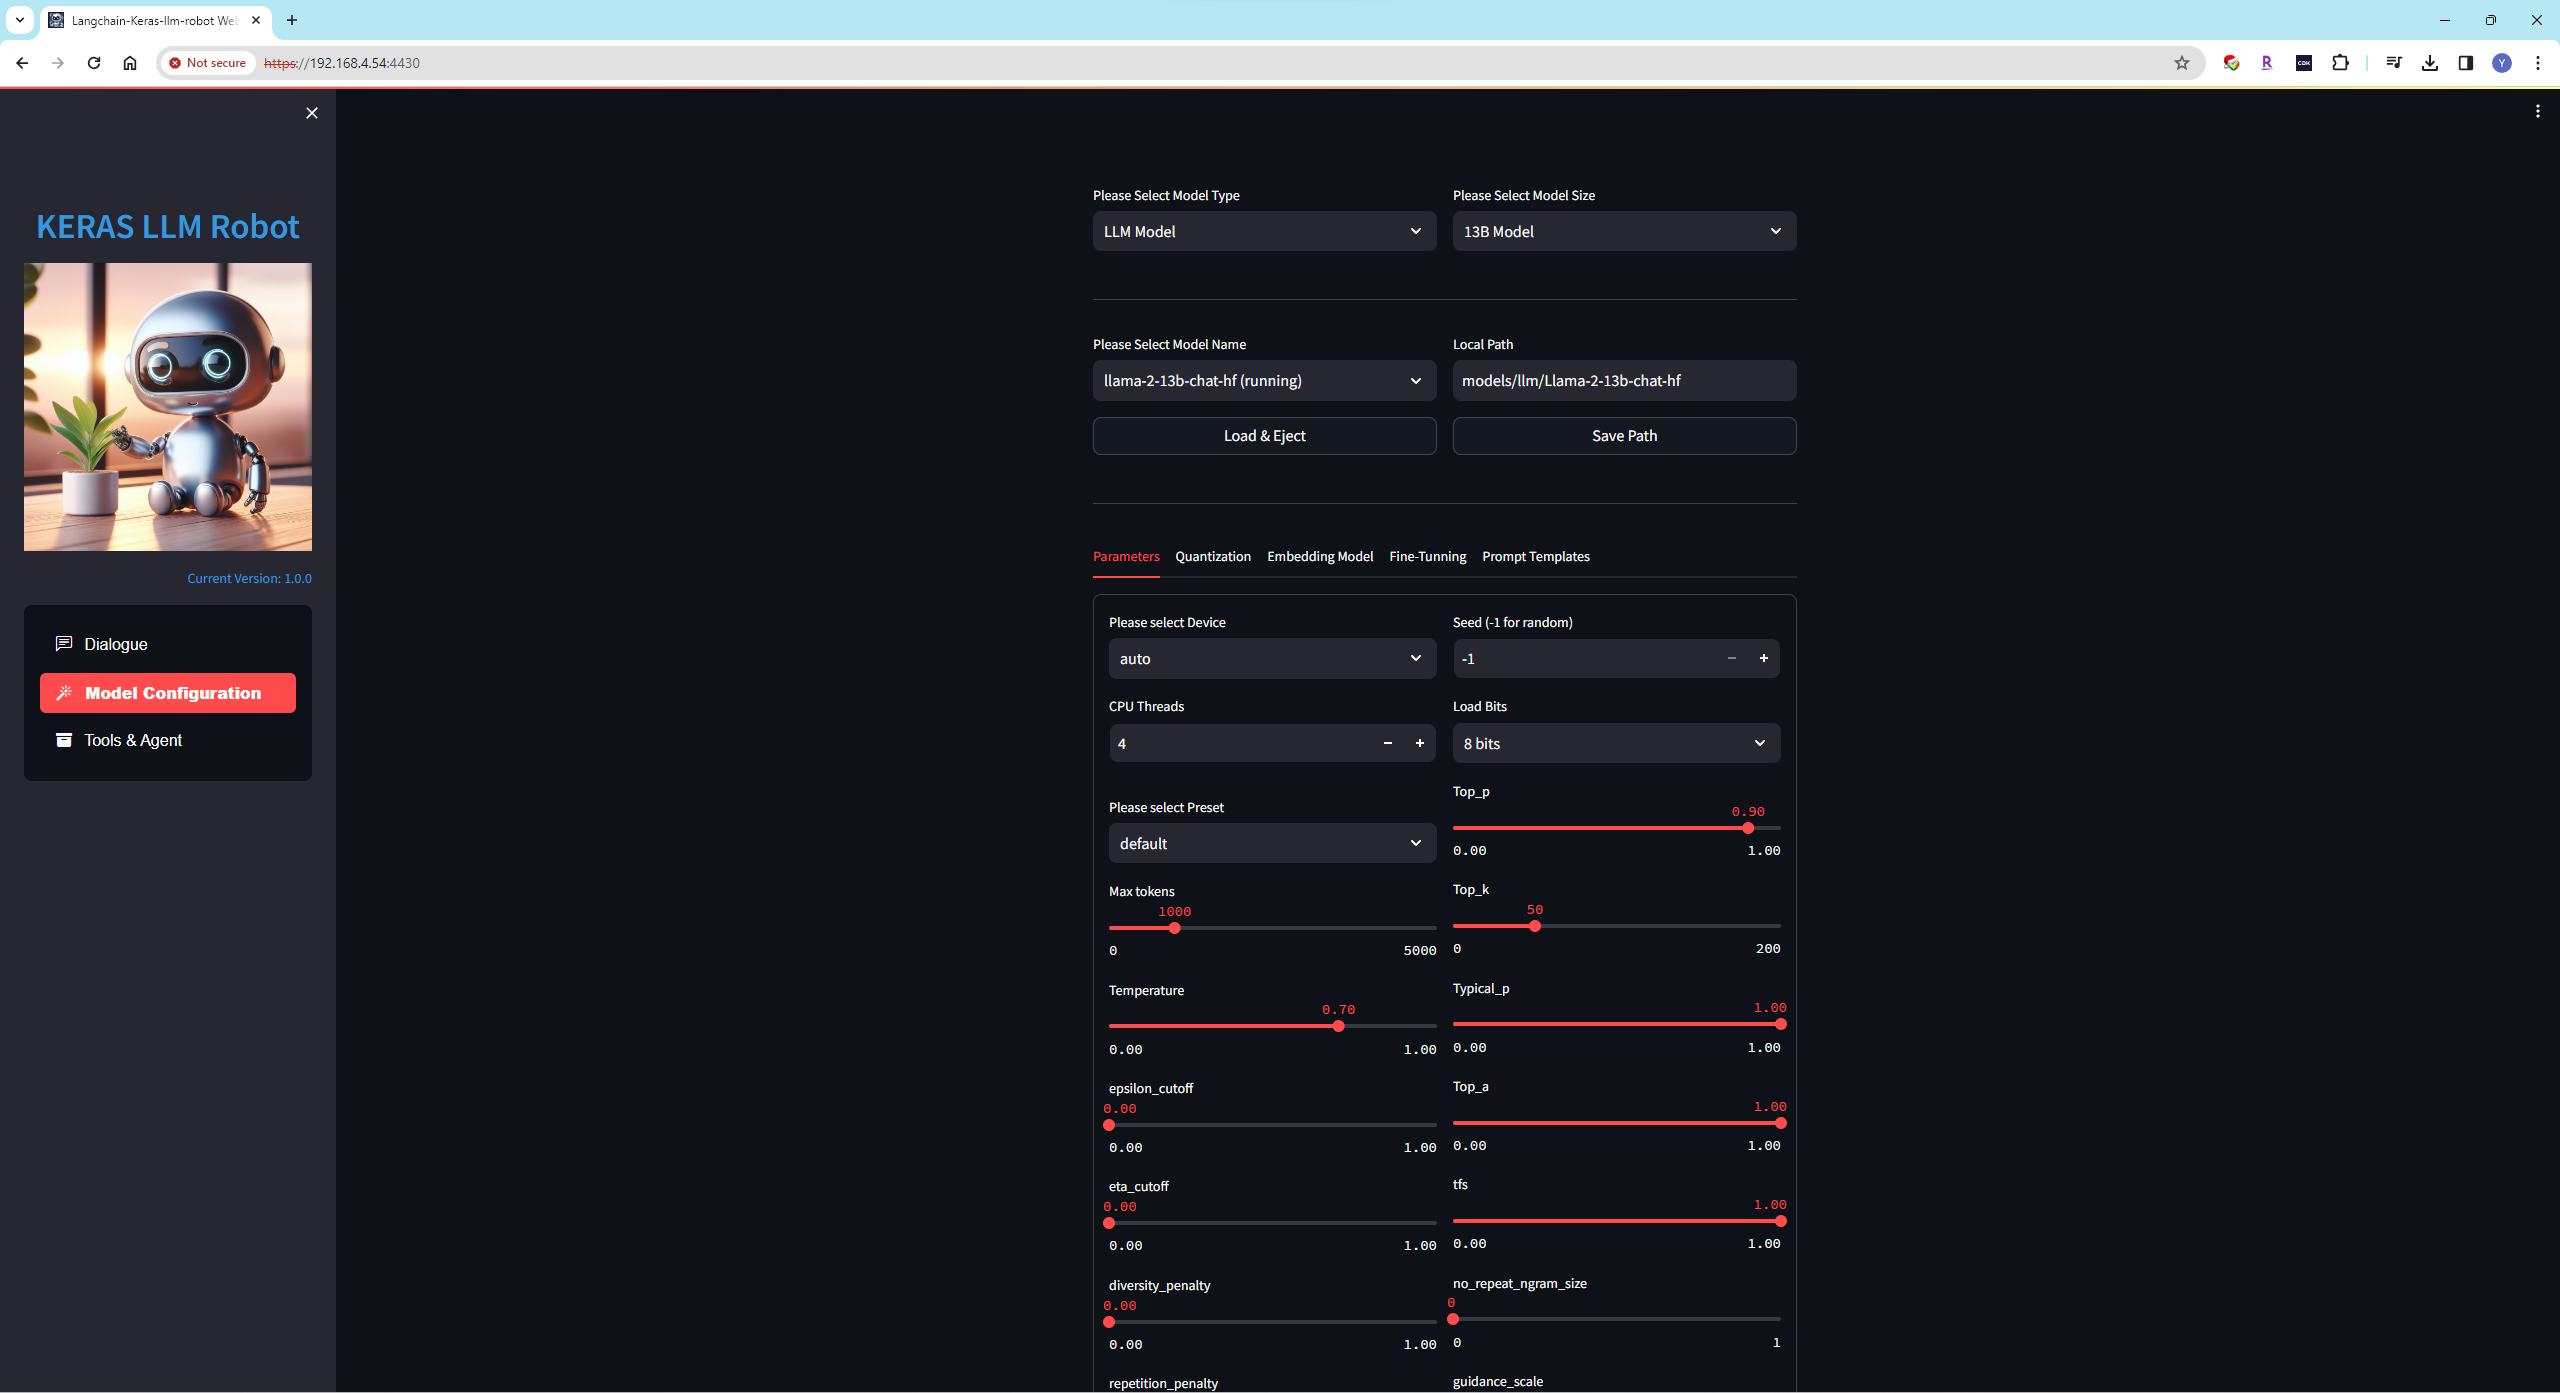 Langchain-Keras-llm-robot Web
Not secure
https://192.168.4.54:4430
R
CDK
Y
KERAS LLM Robot
Current Version: 1.0.0
Dialogue
Model Configuration
Tools & Agent
Please Select Model Type
Please Select Model Size
LLM Model
13B Model
Please Select Model Name
Local Path
llama-2-13b-chat-hf (running)
models/llm/Llama-2-13b-chat-hf
Load & Eject
Save Path
Parameters Quantization Embedding Model Fine-Tunning Prompt Templates
Please select Device
Seed (-1 for random)
auto
-1
CPU Threads
Load Bits
4
8 bits
Please select Preset
default
Top_p
0.90
0.00 1.00
Max tokens
1000
0 5000
Top_k
50
0 200
Temperature
0.70
0.00 1.00
Typical_p
1.00
0.00 1.00
epsilon_cutoff
0.00
0.00 1.00
Top_a
1.00
0.00 1.00
eta_cutoff
0.00
0.00 1.00
tfs
1.00
0.00 1.00
diversity_penalty
0.00
0.00 1.00
no_repeat_ngram_size
0
0 1
repetition_penalty
guidance_scale